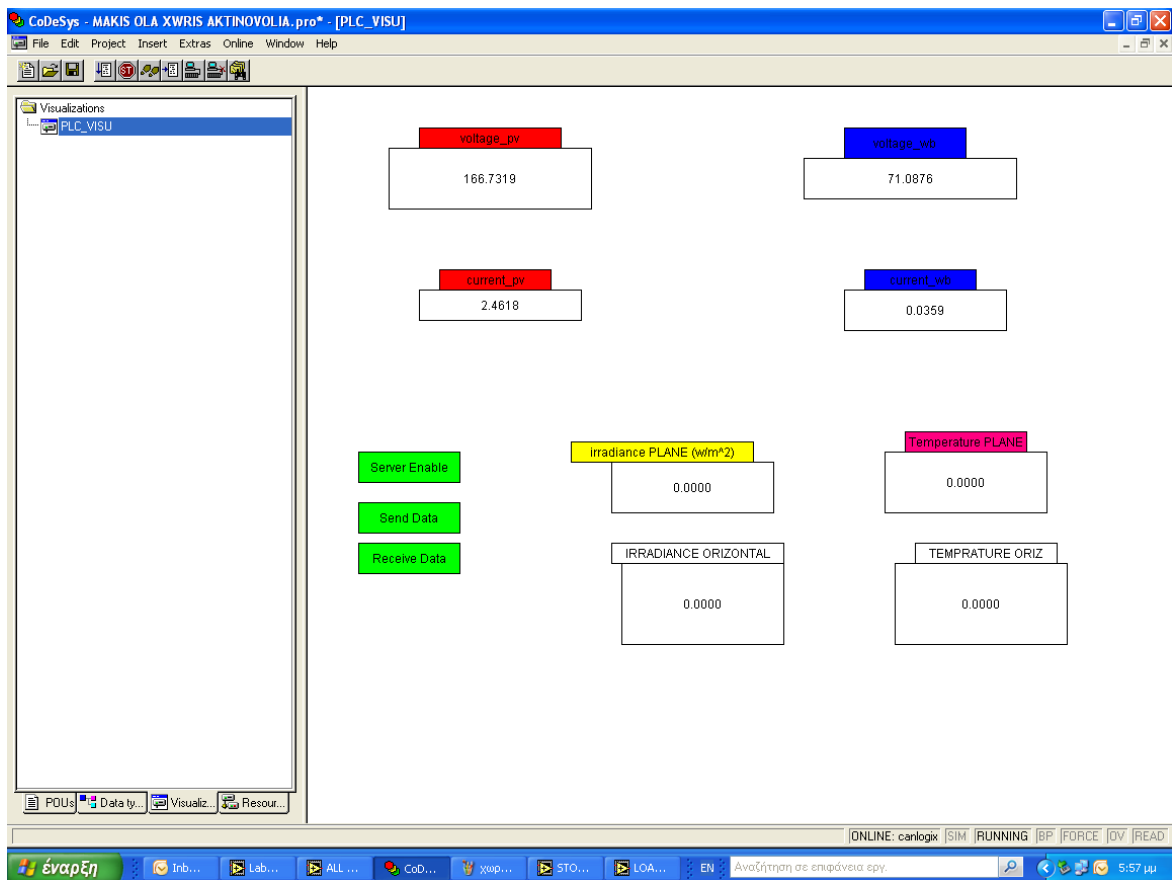 CoDeSys - MAKIS OLA XWRIS AKTINOVOLIA.pro* - [PLC_VISU]
File Edit Project Insert Extras Online Window Help
Visualizations
PLC_VISU
voltage_pv
voltage_wb
166.7319
71.0876
current_pv
current_wb
2.4618
0.0359
irradiance PLANE (w/m^2)
Temperature PLANE
Server Enable
0.0000
0.0000
Send Data
Receive Data
IRRADIANCE ORIZONTAL
TEMPRATURE ORIZ
0.0000
0.0000
POUs Data ty... Visualiz... Resour...
ONLINE: canlogix SIM RUNNING BP FORCE OV READ
έναρξη Inb... Lab... ALL ... CoD... χωρ... STO... LOA... EN Αναζήτηση σε επιφάνεια εργ. 5:57 μμ